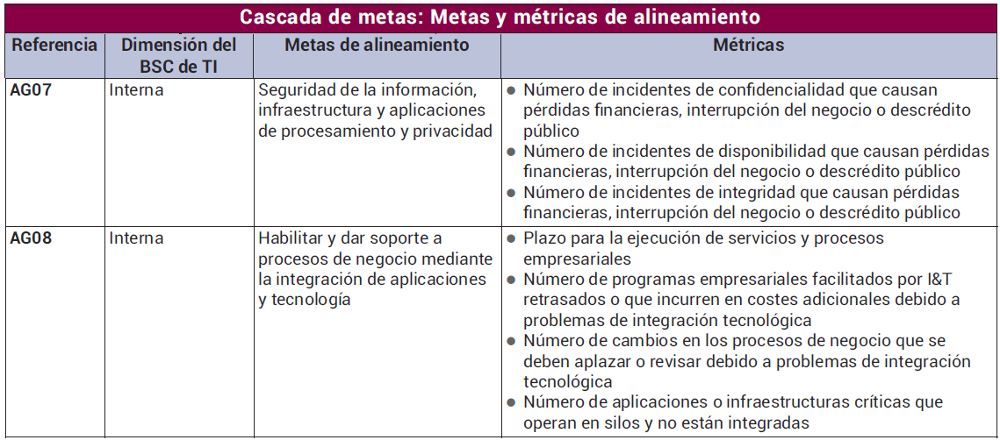 Cascada de metas: Metas y métricas de alineamiento
Referencia
Dimensión del
BSC de TI
Metas de alineamiento
Métricas
AG07
Interna
Seguridad de la información,
infraestructura y aplicaciones
de procesamiento y privacidad
● Número de incidentes de confidencialidad que causan
pérdidas financieras, interrupción del negocio o descrédito
público
● Número de incidentes de disponibilidad que causan pérdidas
financieras, interrupción del negocio o descrédito público
● Número de incidentes de integridad que causan pérdidas
financieras, interrupción del negocio o descrédito público
AG08
Interna
Habilitar y dar soporte a
procesos de negocio mediante
la integración de aplicaciones
y tecnología
● Plazo para la ejecución de servicios y procesos
empresariales
● Número de programas empresariales facilitados por I&T
retrasados o que incurren en costes adicionales debido a
problemas de integración tecnológica
● Número de cambios en los procesos de negocio que se
deben aplazar o revisar debido a problemas de integración
tecnológica
● Número de aplicaciones o infraestructuras críticas que
operan en silos y no están integradas